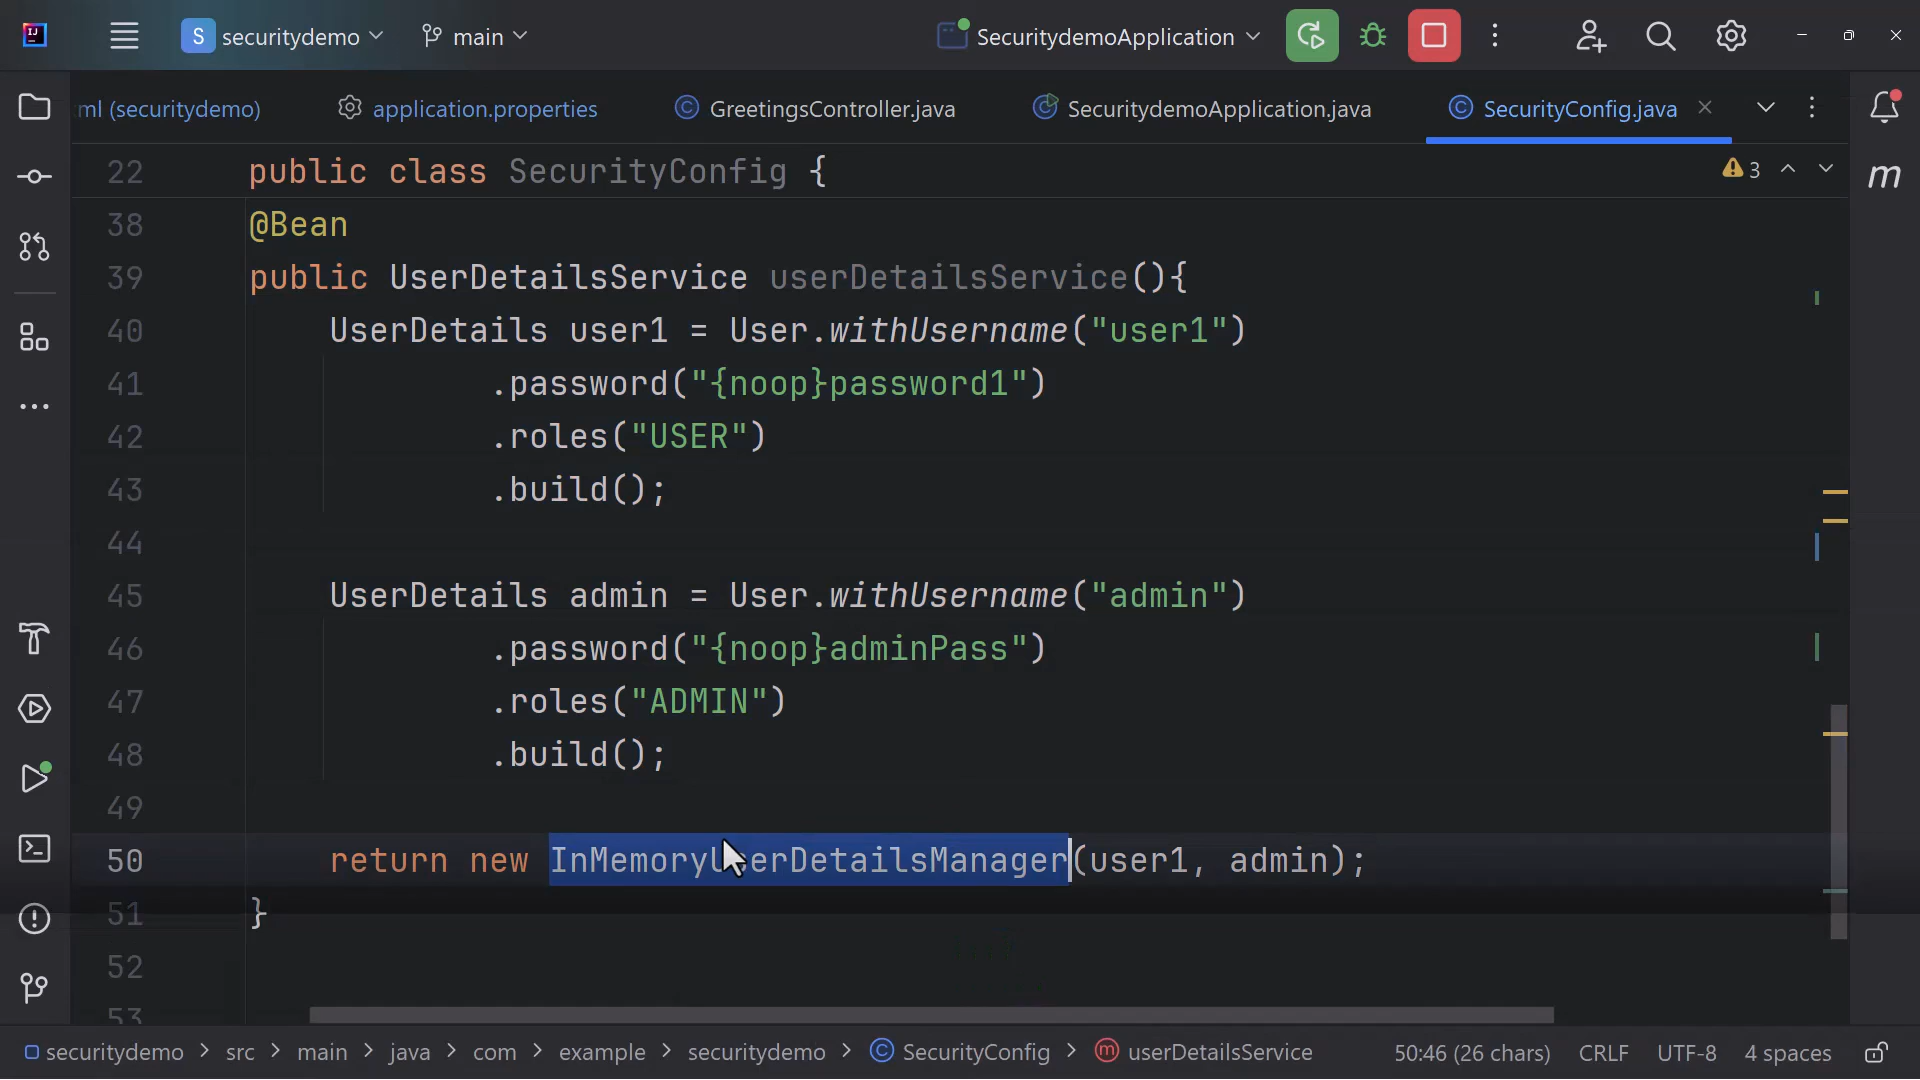 IJ
S securitydemo main SecuritydemoApplication
ml (securitydemo) application.properties GreetingsController.java SecuritydemoApplication.java SecurityConfig.java
22 public class SecurityConfig { 3 m
38 @Bean
39 public UserDetailsService userDetailsService(){
40 UserDetails user1 = User.withUsername("user1")
41 .password("{noop}password1")
42 .roles("USER")
43 .build();
44
45 UserDetails admin = User.withUsername("admin")
46 .password("{noop}adminPass")
47 .roles("ADMIN")
48 .build();
49
50 return new InMemoryUserDetailsManager(user1, admin);
51 }
52
53
securitydemo > src > main > java > com > example > securitydemo > C SecurityConfig > m userDetailsService 50:46 (26 chars) CRLF UTF-8 4 spaces